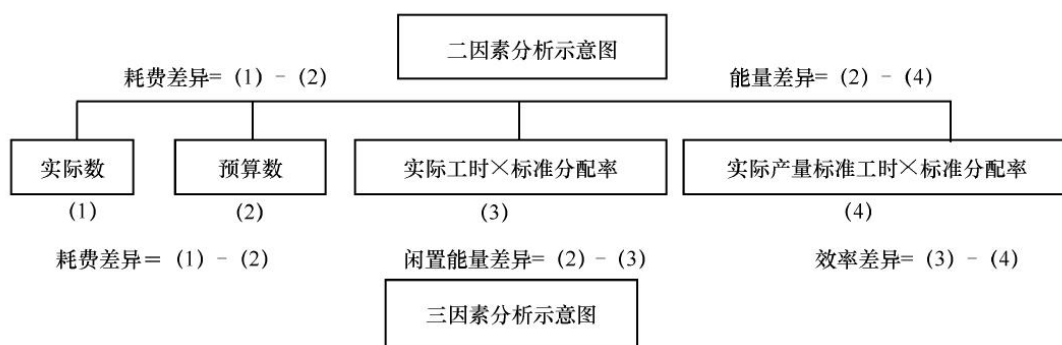 二因素分析示意图
耗费差异= (1) - (2)
能量差异= (2) - (4)
实际数
预算数
实际工时×标准分配率
实际产量标准工时×标准分配率
(1)
(2)
(3)
(4)
耗费差异= (1) - (2)
闲置能量差异= (2) - (3)
效率差异= (3) - (4)
三因素分析示意图